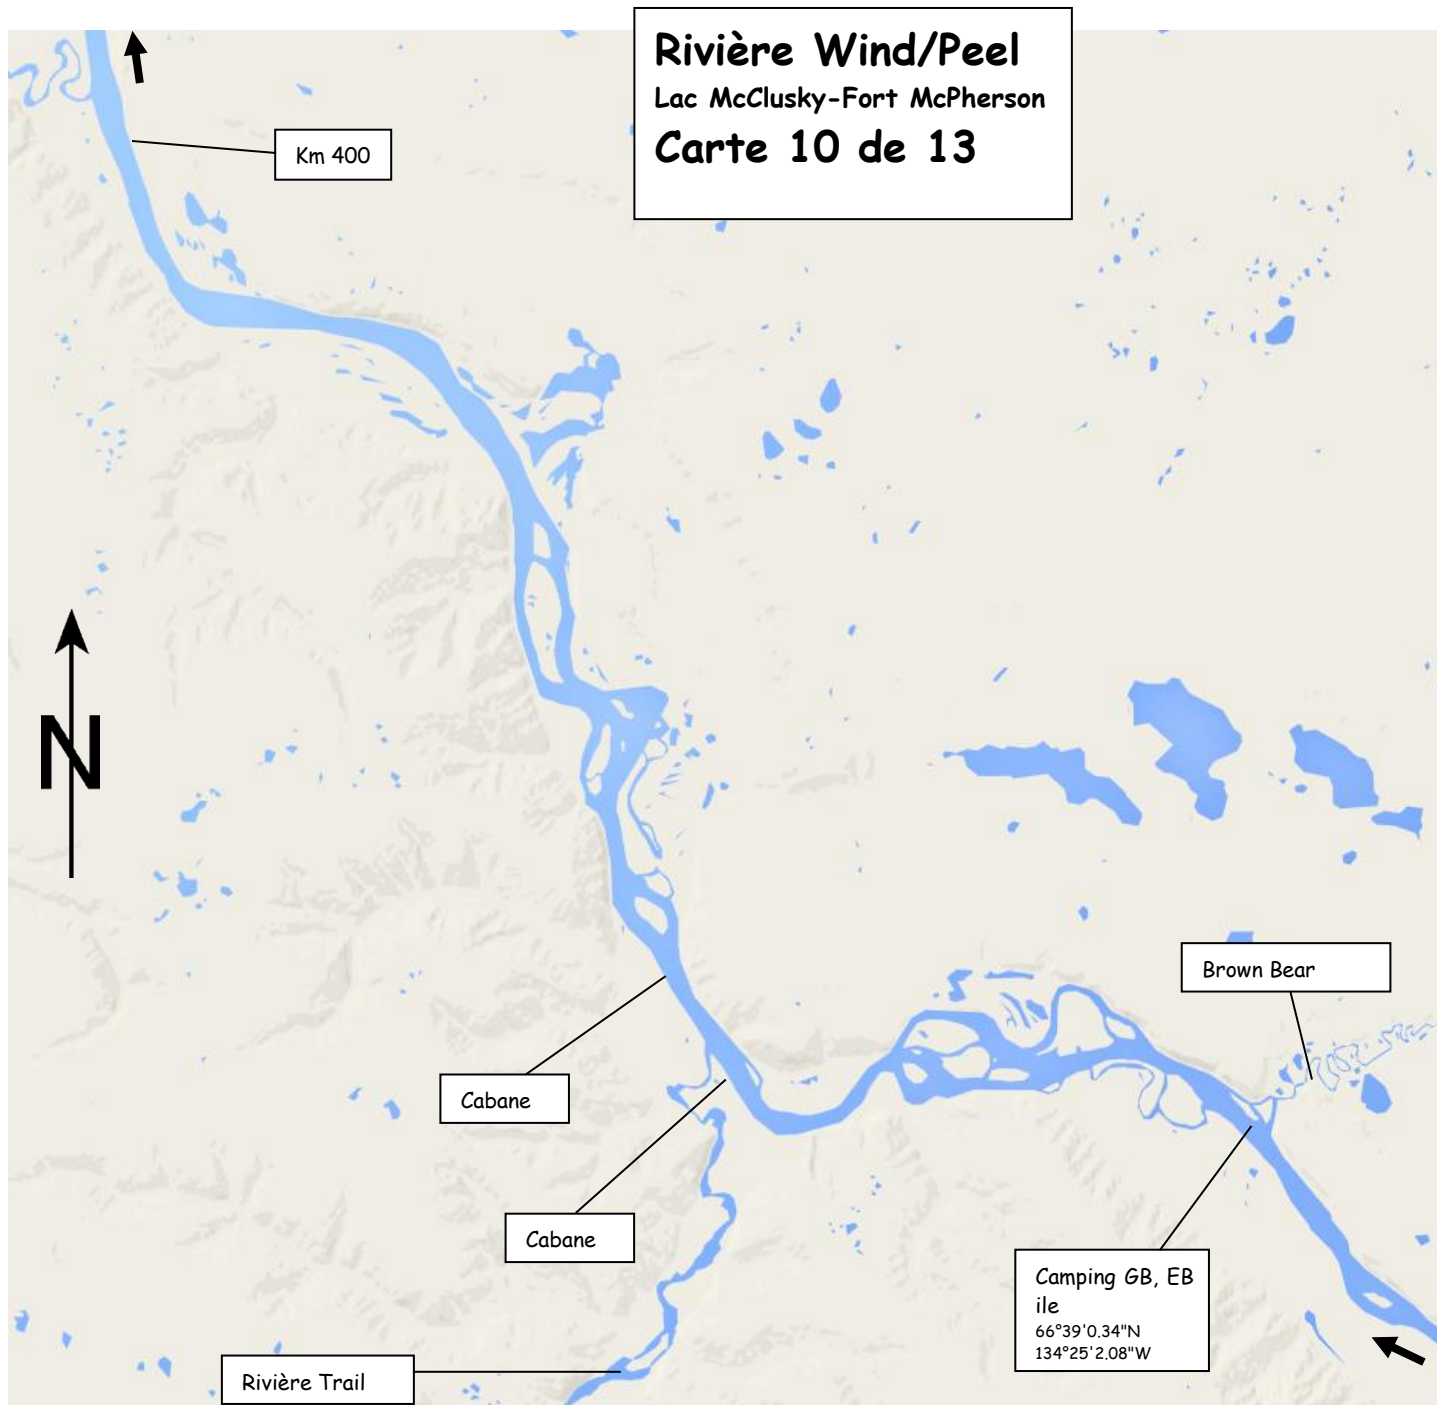 Rivière Wind/Peel
Lac McClusky-Fort McPherson
Carte 10 de 13
Km 400
N
Brown Bear
Cabane
Cabane
Camping GB, EB
ile
66°39'0.34"N
134°25'2.08"W
Rivière Trail